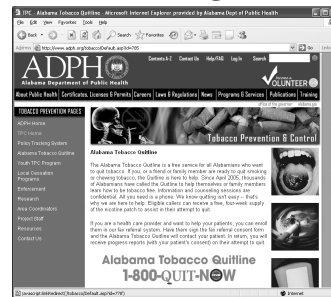 TPC - Alabama Tobacco Quitline - Microsoft Internet Explorer provided by Alabama Dept of Public Health
File Edit View Favorites Tools Help
Back Search Favorites
Address http://www.adph.org/tobacco/Default.asp?id=785 Go Links
Contents A-Z Contact Us Help/FAQ Log In Search
ADPH
Alabama Department of Public Health
VOLUNTEER
About Public Health Certificates, Licenses & Permits Careers Laws & Regulations News Programs & Services Publications Training
TOBACCO PREVENTION PAGES
ADPH Home
TPC Home
Policy Tracking System
Alabama Tobacco Quitline
Youth TPC Program
Local Cessation Programs
Enforcement
Research
Area Coordinators
Project Staff
Resources
Contact Us
Tobacco Prevention & Control
Alabama Tobacco Quitline
The Alabama Tobacco Quitline is a free service for all Alabamians who want
to quit tobacco. If you, or a friend or family member are ready to quit smoking
or chewing tobacco, the Quitline is here to help. Since April 2005, thousands
of Alabamians have called the Quitline to help themselves or family members
learn how to be tobacco free. Information and counseling sessions are
confidential. All you need is a phone. We know quitting isn't easy -- that's
why we are here to help. Eligible callers can receive a free, four-week supply
of the nicotine patch to assist in their attempt to quit.
If you are a health care provider and want to help your patients, you can enroll
them in our fax referral system. Have them sign the fax referral consent form
and the Alabama Tobacco Quitline will contact your patient. In return, you will
receive progress reports (with your patient's consent) on their attempt to quit.
Alabama Tobacco Quitline
1-800-QUIT-NOW
Internet